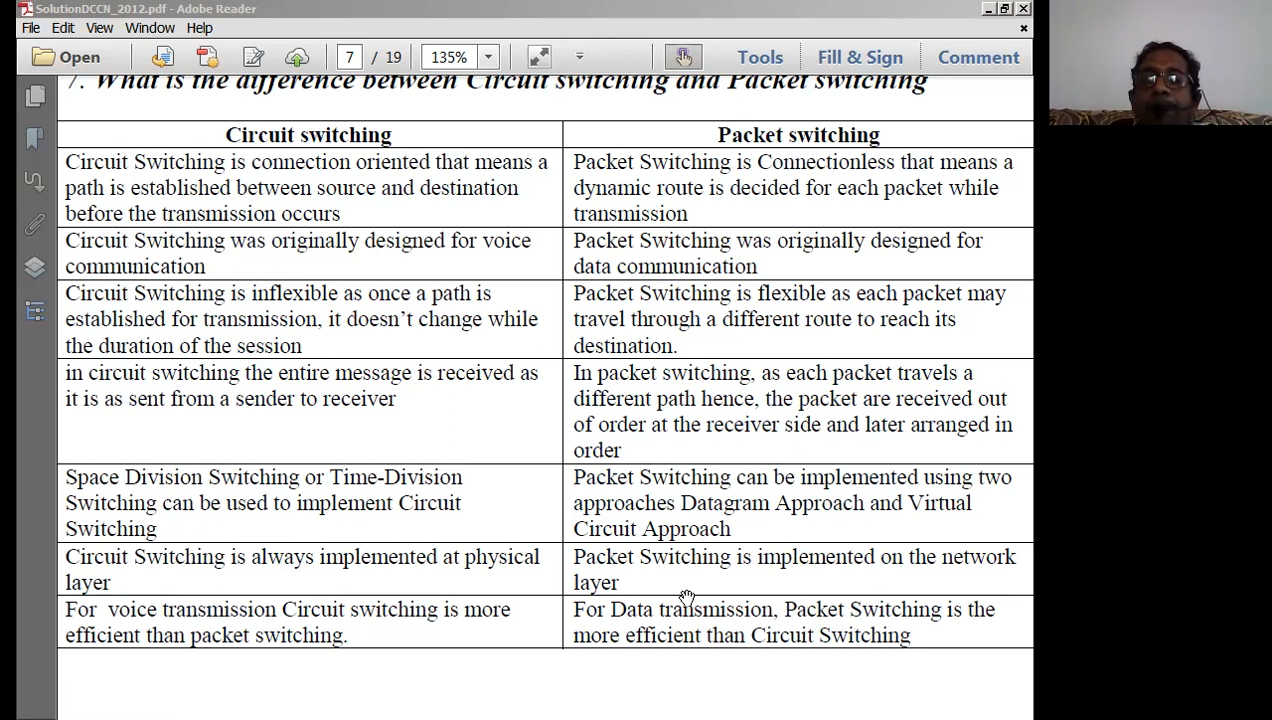 SolutionDCCN_2012.pdf - Adobe Reader
File Edit View Window Help
Open 7 / 19 135% Tools Fill & Sign Comment
7. What is the difference between Circuit switching and Packet switching
Circuit switching
Packet switching
Circuit Switching is connection oriented that means a
path is established between source and destination
before the transmission occurs
Packet Switching is Connectionless that means a
dynamic route is decided for each packet while
transmission
Circuit Switching was originally designed for voice
communication
Packet Switching was originally designed for
data communication
Circuit Switching is inflexible as once a path is
established for transmission, it doesn't change while
the duration of the session
Packet Switching is flexible as each packet may
travel through a different route to reach its
destination.
in circuit switching the entire message is received as
it is as sent from a sender to receiver
In packet switching, as each packet travels a
different path hence, the packet are received out
of order at the receiver side and later arranged in
order
Space Division Switching or Time-Division
Switching can be used to implement Circuit
Switching
Packet Switching can be implemented using two
approaches Datagram Approach and Virtual
Circuit Approach
Circuit Switching is always implemented at physical
layer
Packet Switching is implemented on the network
layer
For voice transmission Circuit switching is more
efficient than packet switching.
For Data transmission, Packet Switching is the
more efficient than Circuit Switching